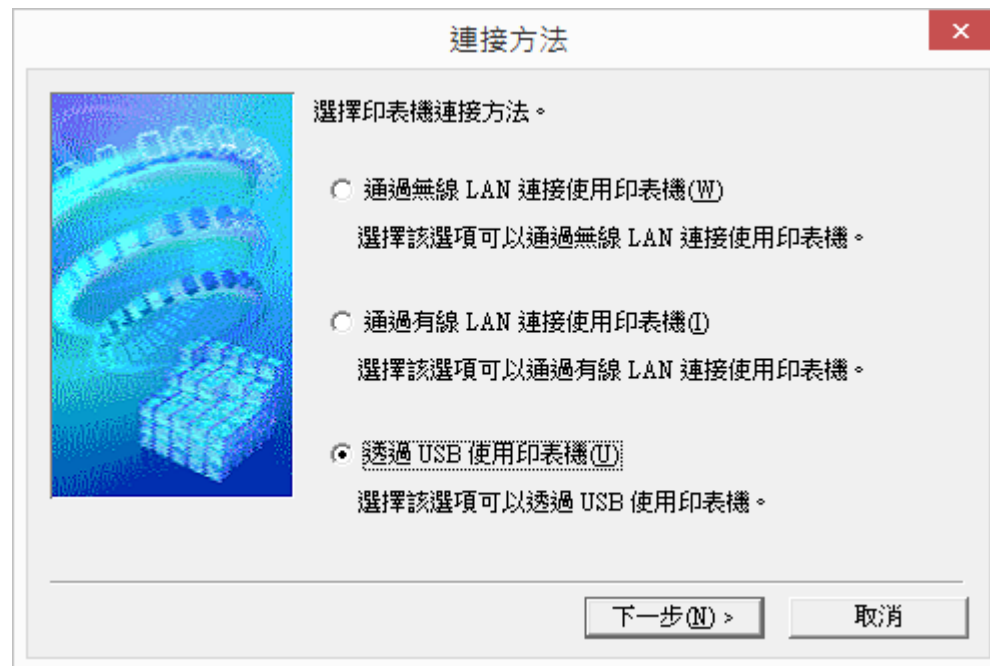 連接方法
選擇印表機連接方法。
通過無線 LAN 連接使用印表機(W)
選擇該選項可以通過無線 LAN 連接使用印表機。
通過有線 LAN 連接使用印表機(I)
選擇該選項可以通過有線 LAN 連接使用印表機。
透過 USB 使用印表機(U)
選擇該選項可以透過 USB 使用印表機。
下一步(N) >
取消